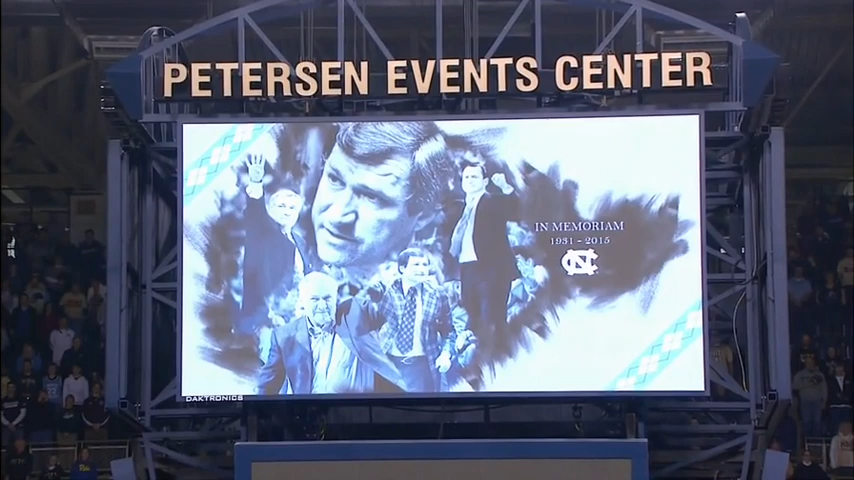 PETERSEN EVENTS CENTER
IN MEMORIAM
1931 - 2015
NC
DAKTRONICS